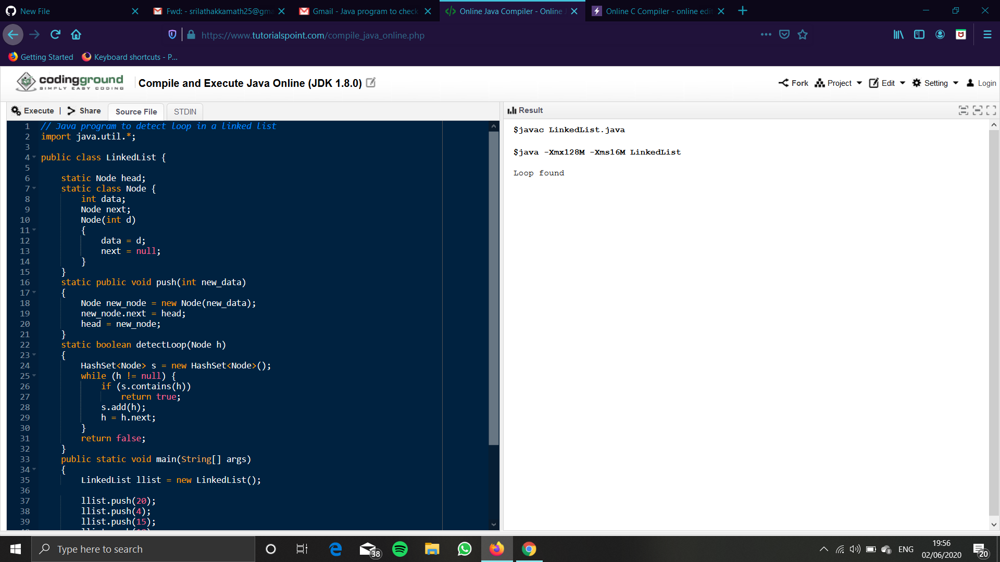 New File
Fwd: - srilathakkamath25@gma
Gmail - Java program to check
Online Java Compiler - Online J
Online C Compiler - online edit
https://www.tutorialspoint.com/compile_java_online.php
Getting Started
Keyboard shortcuts - P...
codingground
SIMPLY EASY CODING
Compile and Execute Java Online (JDK 1.8.0)
Fork
Project
Edit
Setting
Login
Execute | Share
Source File
STDIN
Result
1 // Java program to detect loop in a linked list
2 import java.util.*;
3
4 public class LinkedList {
5
6 static Node head;
7 static class Node {
8 int data;
9 Node next;
10 Node(int d)
11 {
12 data = d;
13 next = null;
14 }
15 }
16 static public void push(int new_data)
17 {
18 Node new_node = new Node(new_data);
19 new_node.next = head;
20 head = new_node;
21 }
22 static boolean detectLoop(Node h)
23 {
24 HashSet<Node> s = new HashSet<Node>();
25 while (h != null) {
26 if (s.contains(h))
27 return true;
28 s.add(h);
29 h = h.next;
30 }
31 return false;
32 }
33 public static void main(String[] args)
34 {
35 LinkedList llist = new LinkedList();
36
37 llist.push(20);
38 llist.push(4);
39 llist.push(15);
$javac LinkedList.java
$java -Xmx128M -Xms16M LinkedList
Loop found
Type here to search
38
ENG
19:56
02/06/2020
20